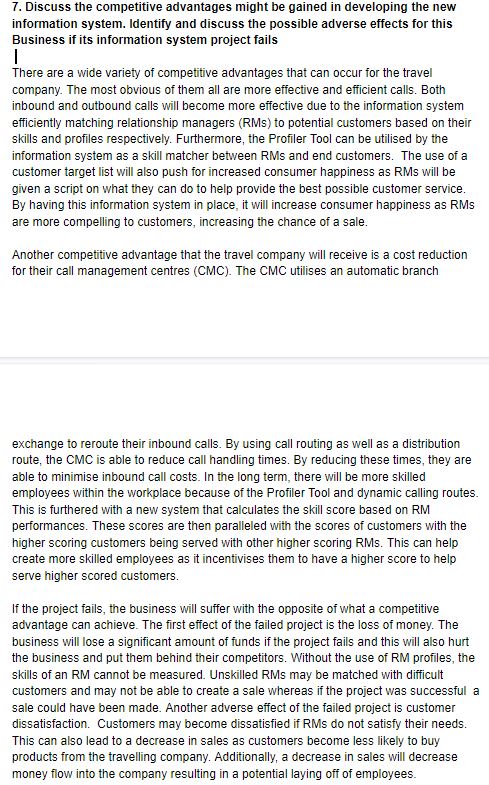 7. Discuss the competitive advantages might be gained in developing the new
information system. Identify and discuss the possible adverse effects for this
Business if its information system project fails
There are a wide variety of competitive advantages that can occur for the travel
company. The most obvious of them all are more effective and efficient calls. Both
inbound and outbound calls will become more effective due to the information system
efficiently matching relationship managers (RMs) to potential customers based on their
skills and profiles respectively. Furthermore, the Profiler Tool can be utilised by the
information system as a skill matcher between RMs and end customers. The use of a
customer target list will also push for increased consumer happiness as RMs will be
given a script on what they can do to help provide the best possible customer service.
By having this information system in place, it will increase consumer happiness as RMs
are more compelling to customers, increasing the chance of a sale.
Another competitive advantage that the travel company will receive is a cost reduction
for their call management centres (CMC). The CMC utilises an automatic branch
exchange to reroute their inbound calls. By using call routing as well as a distribution
route, the CMC is able to reduce call handling times. By reducing these times, they are
able to minimise inbound call costs. In the long term, there will be more skilled
employees within the workplace because of the Profiler Tool and dynamic calling routes.
This is furthered with a new system that calculates the skill score based on RM
performances. These scores are then paralleled with the scores of customers with the
higher scoring customers being served with other higher scoring RMs. This can help
create more skilled employees as it incentivises them to have a higher score to help
serve higher scored customers.
If the project fails, the business will suffer with the opposite of what a competitive
advantage can achieve. The first effect of the failed project is the loss of money. The
business will lose a significant amount of funds if the project fails and this will also hurt
the business and put them behind their competitors. Without the use of RM profiles, the
skills of an RM cannot be measured. Unskilled RMs may be matched with difficult
customers and may not be able to create a sale whereas if the project was successful a
sale could have been made. Another adverse effect of the failed project is customer
dissatisfaction. Customers may become dissatisfied if RMs do not satisfy their needs.
This can also lead to a decrease in sales as customers become less likely to buy
products from the travelling company. Additionally, a decrease in sales will decrease
money flow into the company resulting in a potential laying off of employees.